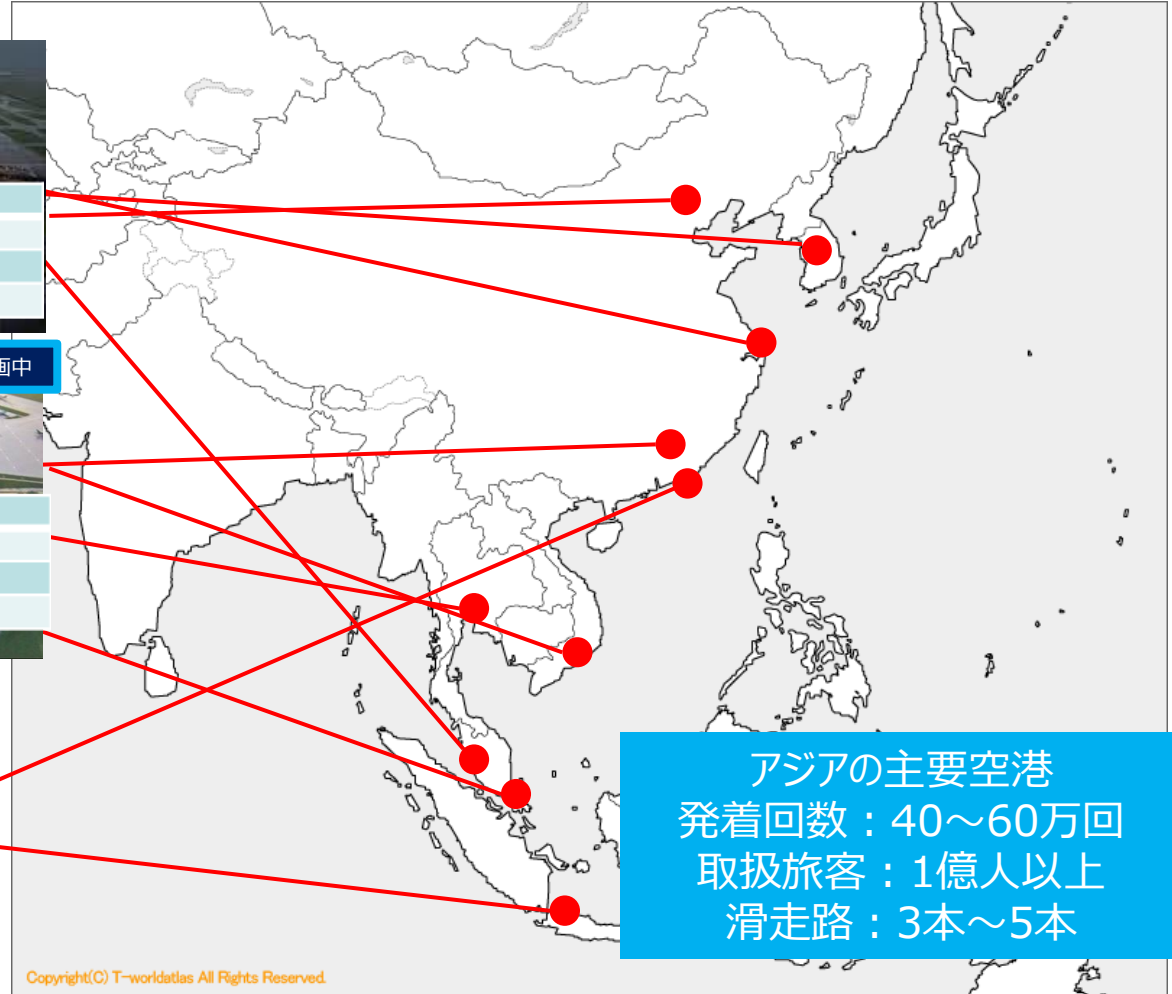 画中
アジアの主要空港
発着回数：40～60万回
取扱旅客：1億人以上
滑走路：3本～5本
Copyright(C) T-worldatlas All Rights Reserved.